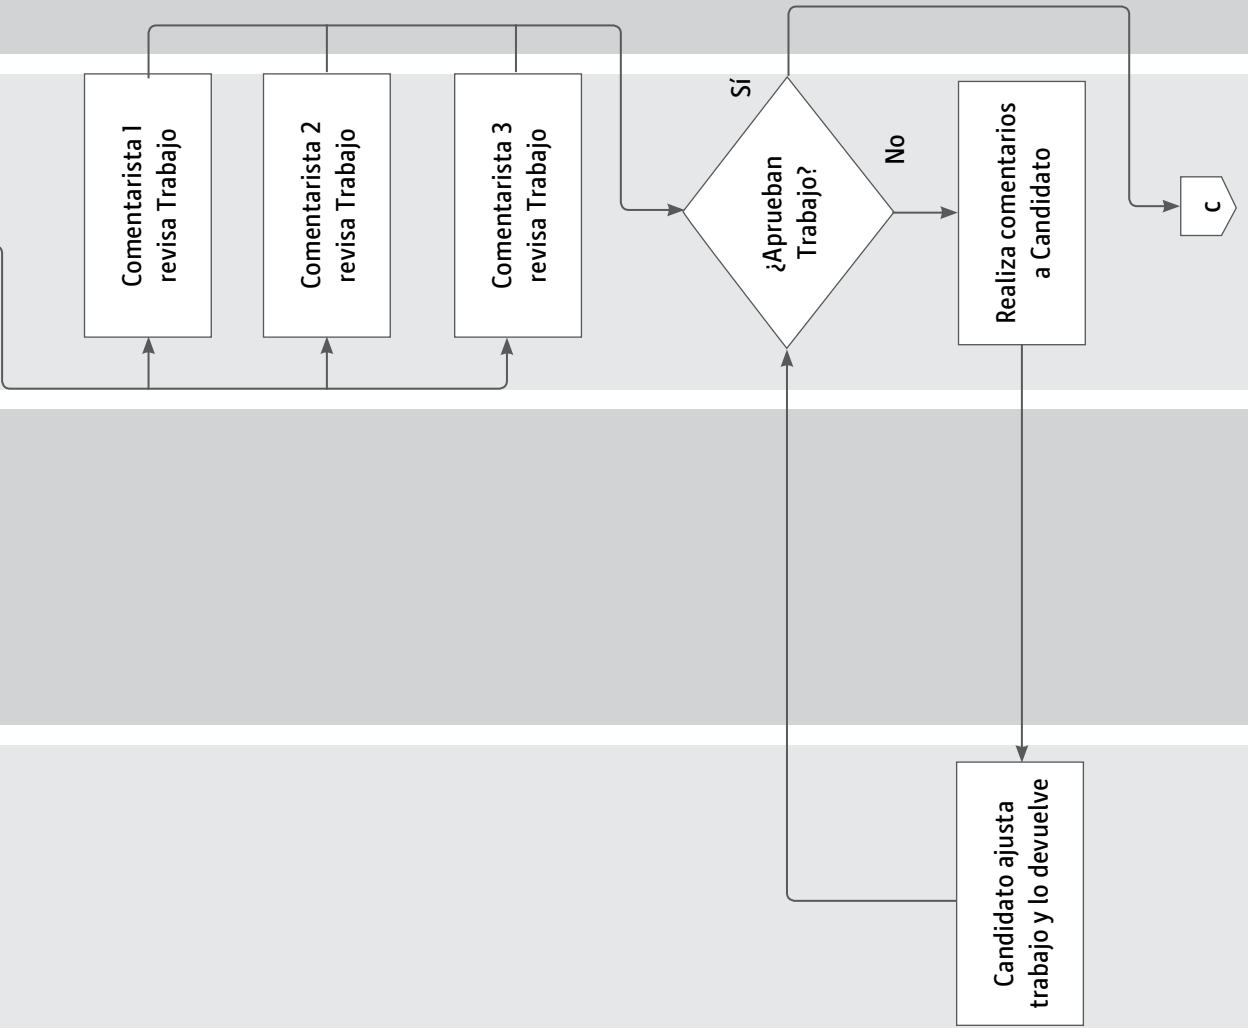 Comentarista 1
revisa Trabajo
Comentarista 2
revisa Trabajo
Comentarista 3
revisa Trabajo
Sí
¿Aprueban
Trabajo?
No
Realiza comentarios
a Candidato
C
Candidato ajusta
trabajo y lo devuelve